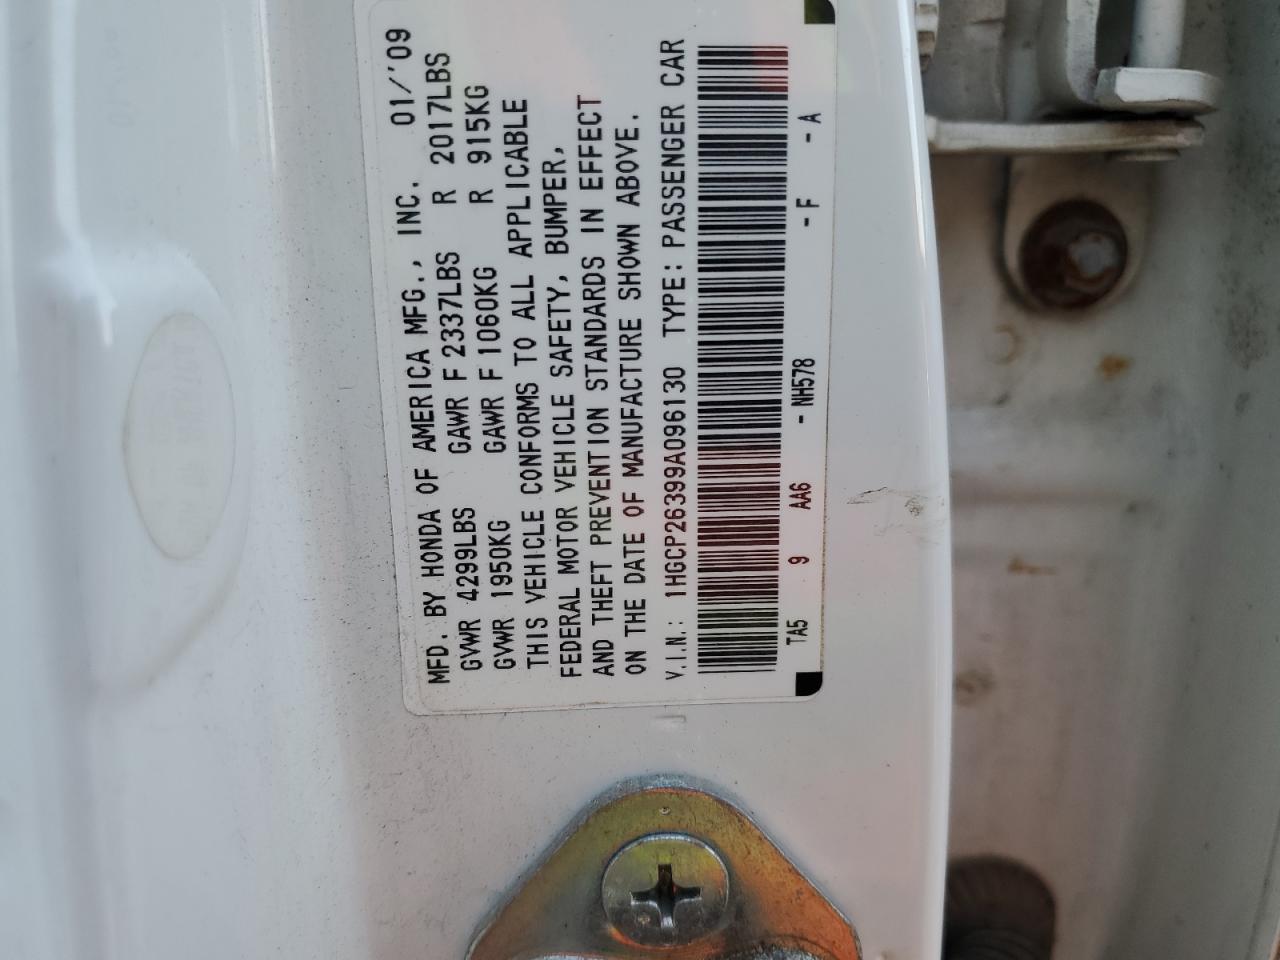 MFD. BY HONDA OF AMERICA MFG., INC. 01/'09
GVWR 4299LBS GAWR F 2337LBS R 2017LBS
GVWR 1950KG GAWR F 1060KG R 915KG
THIS VEHICLE CONFORMS TO ALL APPLICABLE
FEDERAL MOTOR VEHICLE SAFETY, BUMPER,
AND THEFT PREVENTION STANDARDS IN EFFECT
ON THE DATE OF MANUFACTURE SHOWN ABOVE.
V.I.N.: 1HGCP26399A096130 TYPE: PASSENGER CAR
TA5 9 AA6 - NH578 - F - A